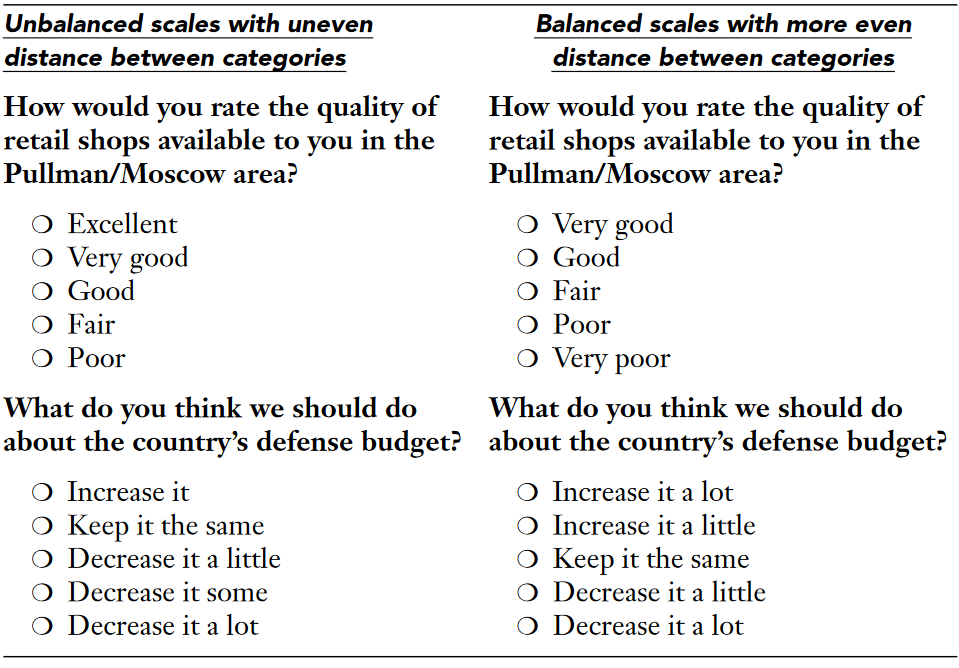 Unbalanced scales with uneven
distance between categories
How would you rate the quality of
retail shops available to you in the
Pullman/Moscow area?
❍ Excellent
❍ Very good
❍ Good
❍ Fair
❍ Poor
What do you think we should do
about the country’s defense budget?
❍ Increase it
❍ Keep it the same
❍ Decrease it a little
❍ Decrease it some
❍ Decrease it a lot
Balanced scales with more even
distance between categories
How would you rate the quality of
retail shops available to you in the
Pullman/Moscow area?
❍ Very good
❍ Good
❍ Fair
❍ Poor
❍ Very poor
What do you think we should do
about the country’s defense budget?
❍ Increase it a lot
❍ Increase it a little
❍ Keep it the same
❍ Decrease it a little
❍ Decrease it a lot